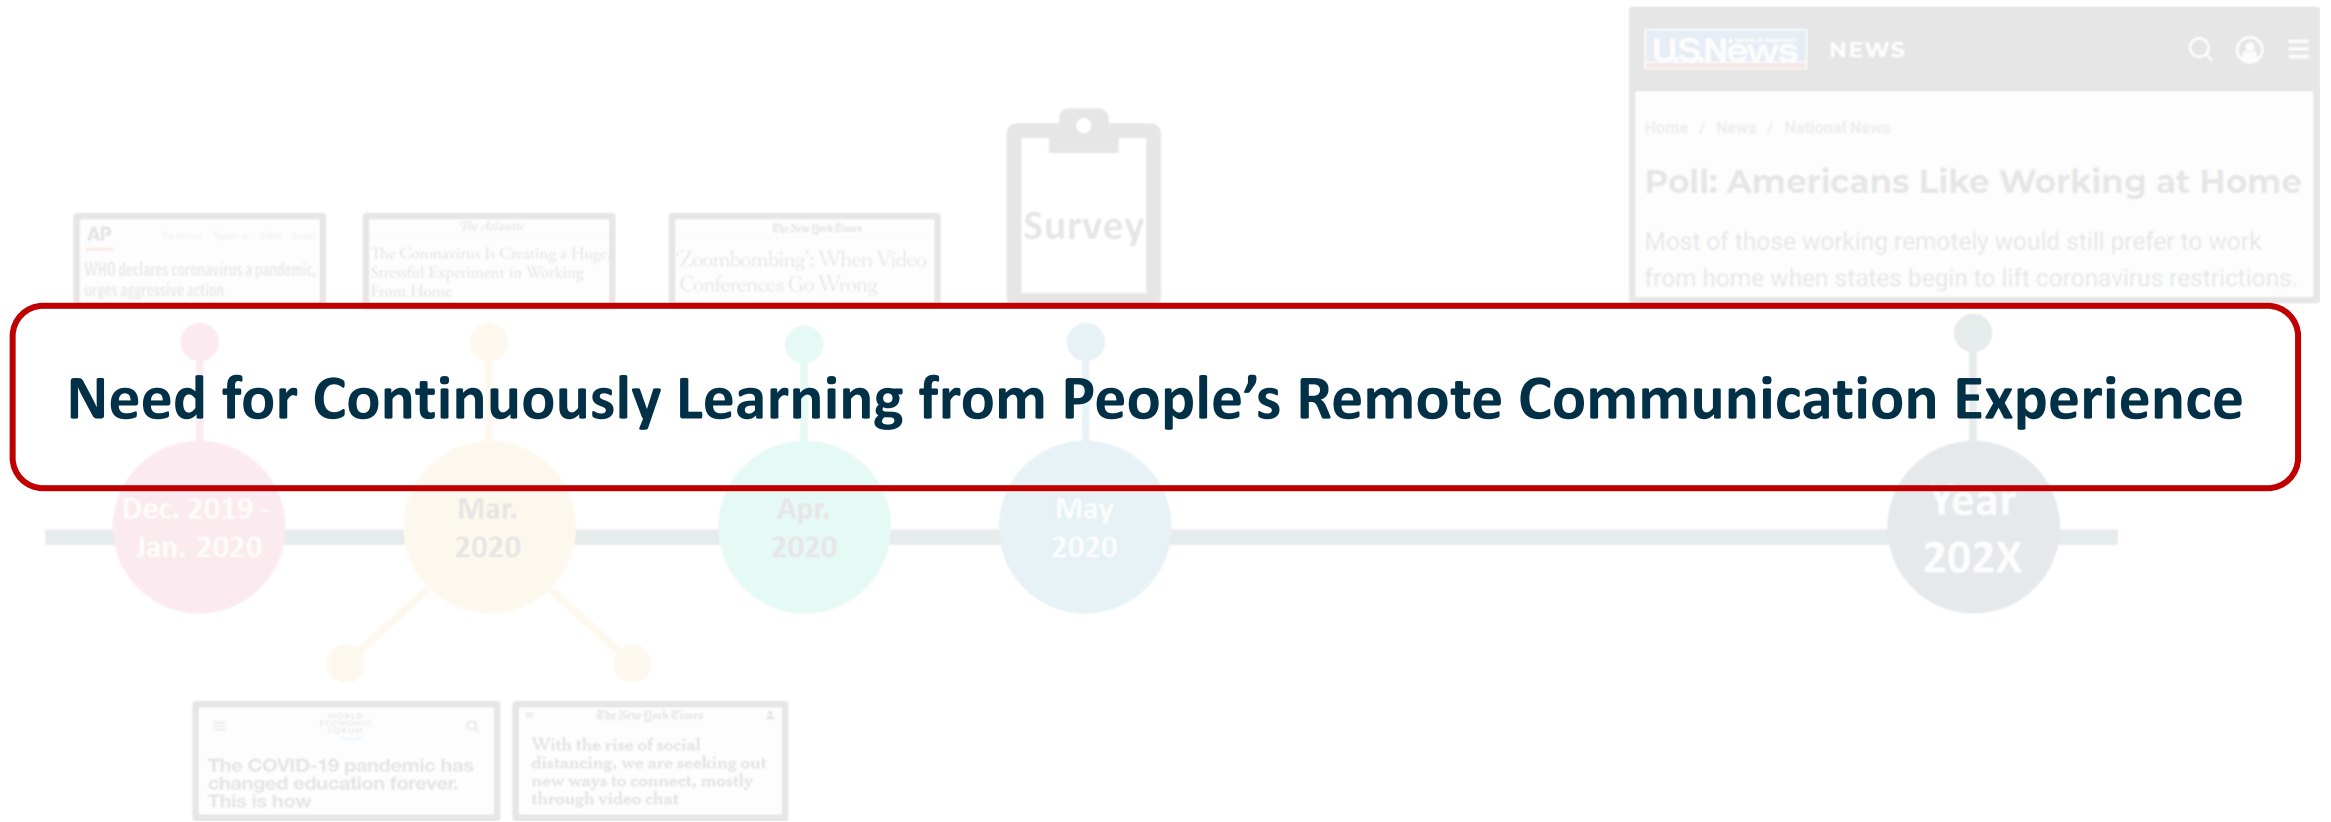 U.S.News NEWS
Home / News / National News
Poll: Americans Like Working at Home
Most of those working remotely would still prefer to work
from home when states begin to lift coronavirus restrictions.
Survey
AP
WHO declares coronavirus a pandemic,
urges aggressive action
The Atlantic
The Coronavirus Is Creating a Huge,
Stressful Experiment in Working
From Home
The New York Times
'Zoombombing': When Video
Conferences Go Wrong
Need for Continuously Learning from People’s Remote Communication Experience
Dec. 2019 -
Jan. 2020
Mar.
2020
Apr.
2020
May
2020
Year
202X
WORLD
ECONOMIC
FORUM
The COVID-19 pandemic has
changed education forever.
This is how
The New York Times
With the rise of social
distancing, we are seeking out
new ways to connect, mostly
through video chat